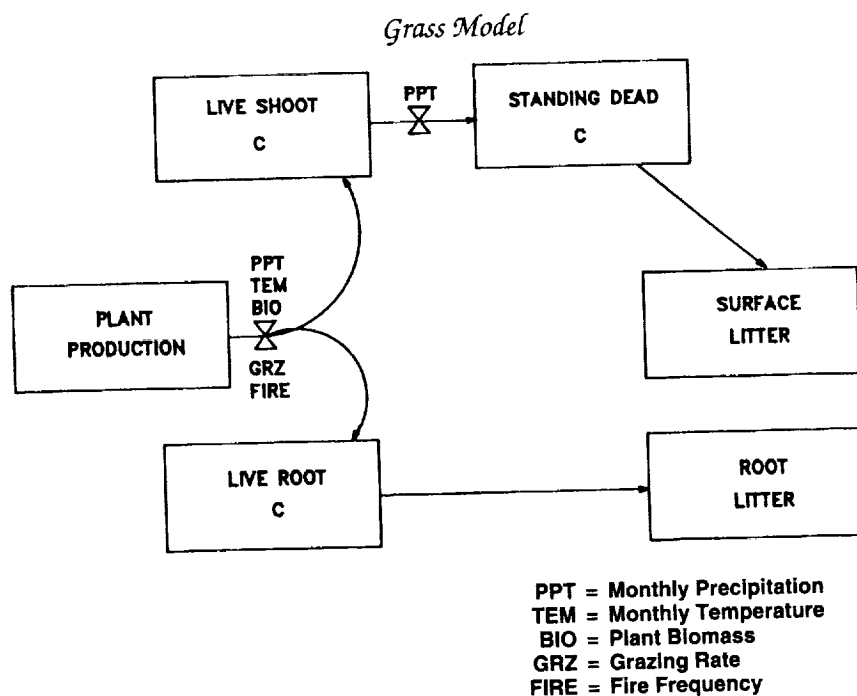 Grass Model
LIVE SHOOT
C
PPT
STANDING DEAD
C
PPT
TEM
BIO
PLANT
PRODUCTION
GRZ
FIRE
SURFACE
LITTER
LIVE ROOT
C
ROOT
LITTER
PPT = Monthly Precipitation
TEM = Monthly Temperature
BIO = Plant Biomass
GRZ = Grazing Rate
FIRE = Fire Frequency